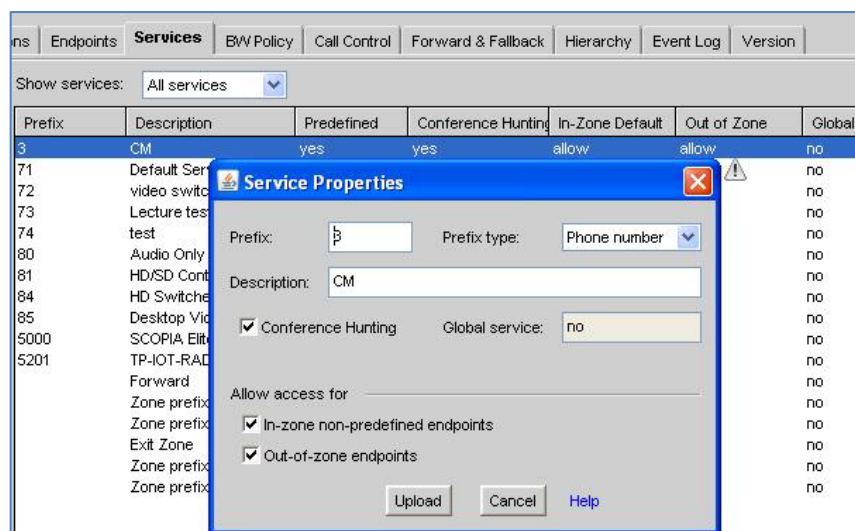 ns Endpoints Services BW Policy Call Control Forward & Fallback Hierarchy Event Log Version
Show services: All services
Prefix Description Predefined Conference Hunting In-Zone Default Out of Zone Global
3 CM yes yes allow allow no
71 Default Ser no
72 video switc no
73 Lecture tes no
74 test no
80 Audio Only no
81 HD/SD Cont no
84 HD Switche no
85 Desktop Vid no
5000 SCOPIA Elite no
5201 TP-IOT-RAD no
Forward no
Zone prefix no
Zone prefix no
Exit Zone no
Zone prefix no
Zone prefix no
Service Properties
Prefix: 3 Prefix type: Phone number
Description: CM
Conference Hunting Global service: no
Allow access for
In-zone non-predefined endpoints
Out-of-zone endpoints
Upload Cancel Help